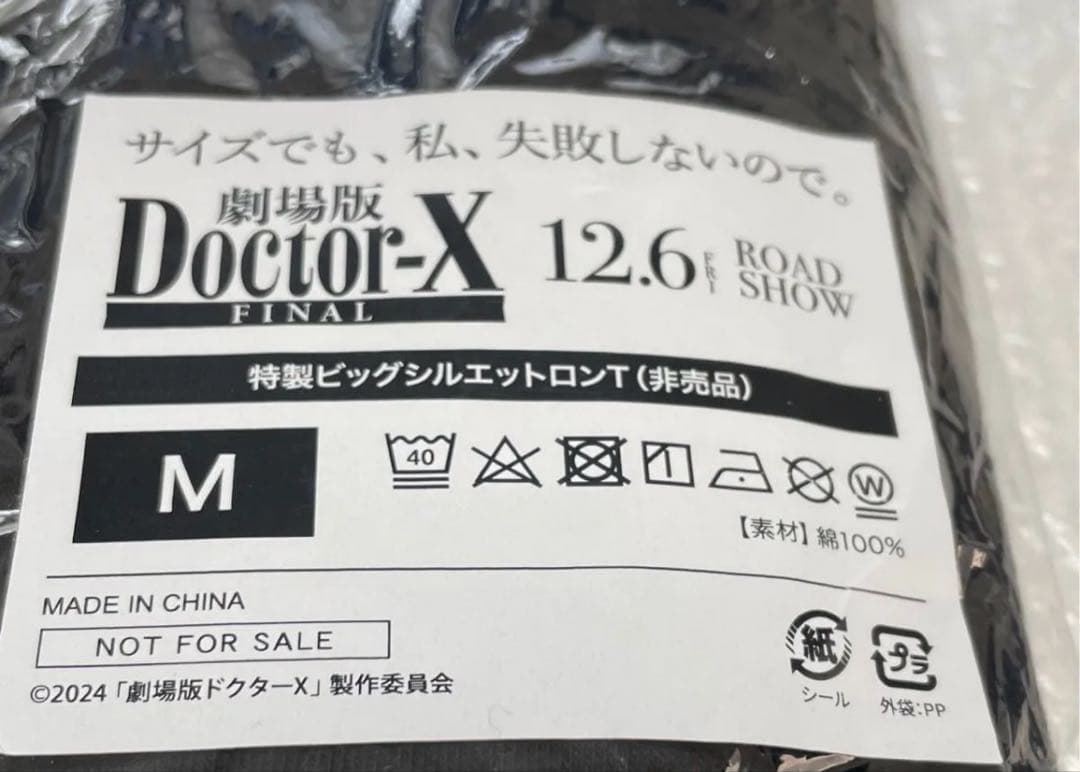 サイズでも、私、失敗しないので。
劇場版
Doctor-X
FINAL
12.6 FRI
ROAD
SHOW
特製ビッグシルエットロンT(非売品)
M
40
W
【素材】綿100%
MADE IN CHINA
NOT FOR SALE
©2024「劇場版ドクターX」製作委員会
紙
シール
プラ
外袋:PP